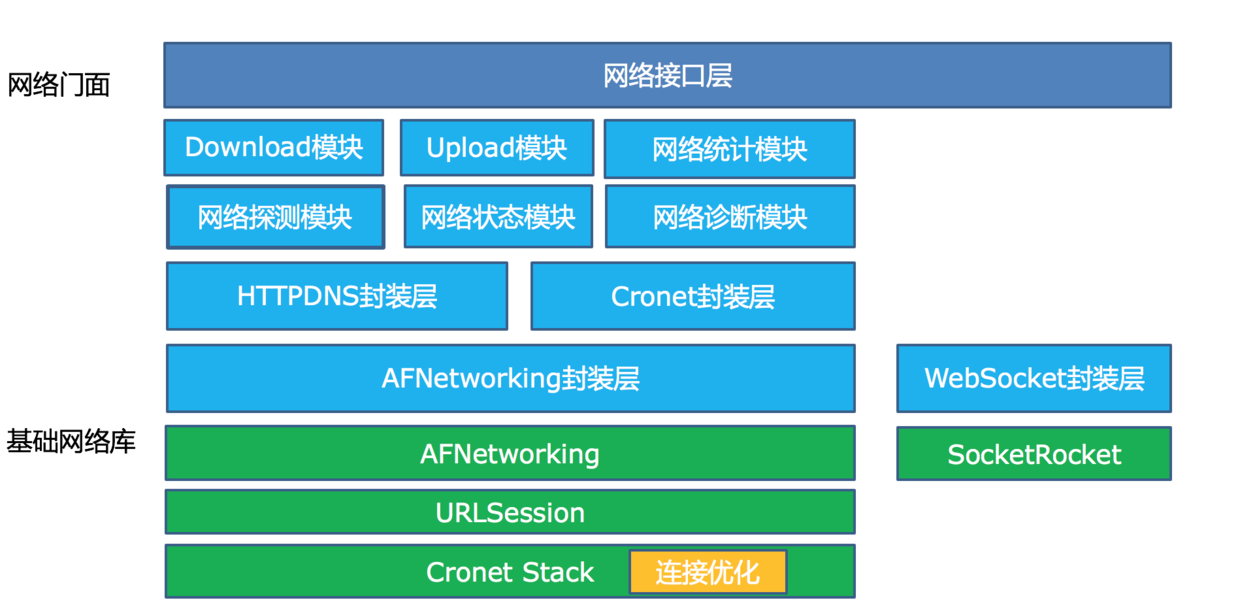 网络门面
网络接口层
Download模块
Upload模块
网络统计模块
网络探测模块
网络状态模块
网络诊断模块
HTTPDNS封装层
Cronet封装层
AFNetworking封装层
WebSocket封装层
基础网络库
AFNetworking
SocketRocket
URLSession
Cronet Stack
连接优化